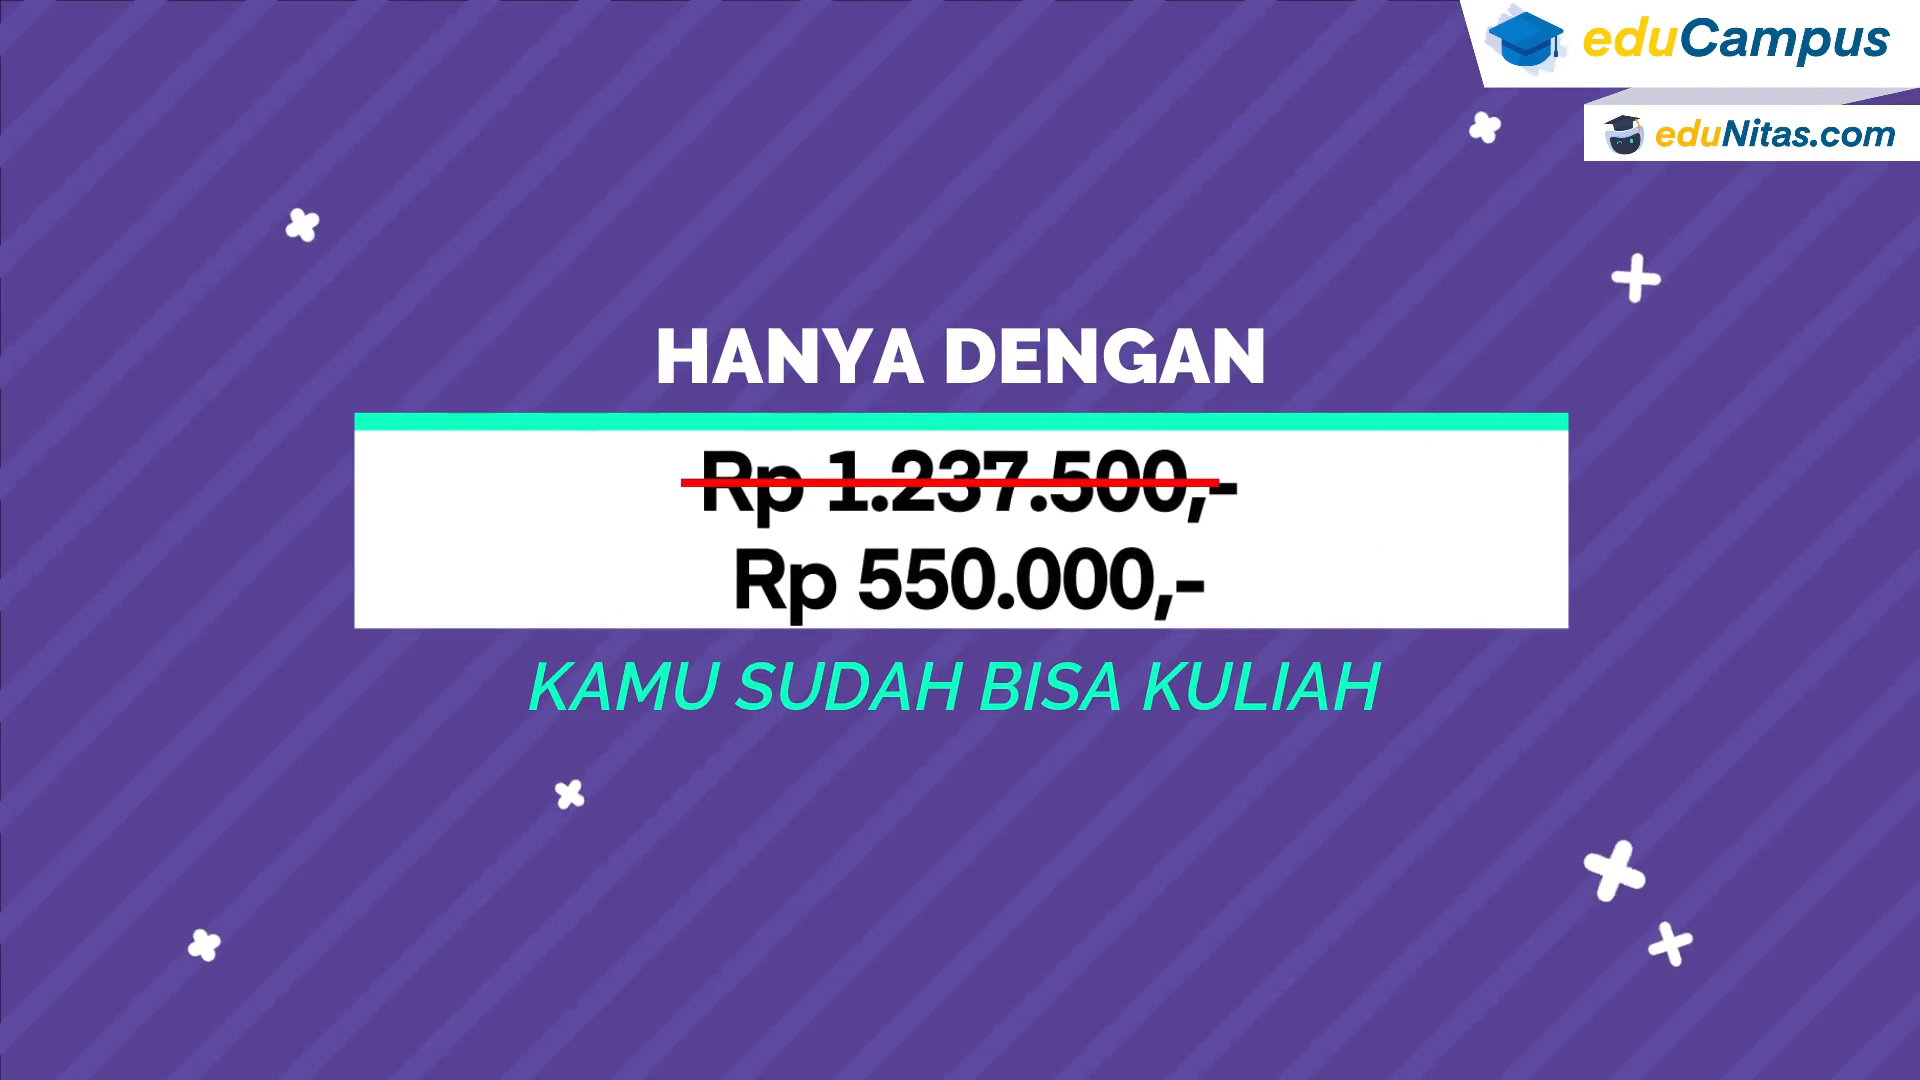 eduCampus
eduNitas.com
HANYA DENGAN
Rp 1.237.500,-
Rp 550.000,-
KAMU SUDAH BISA KULIAH